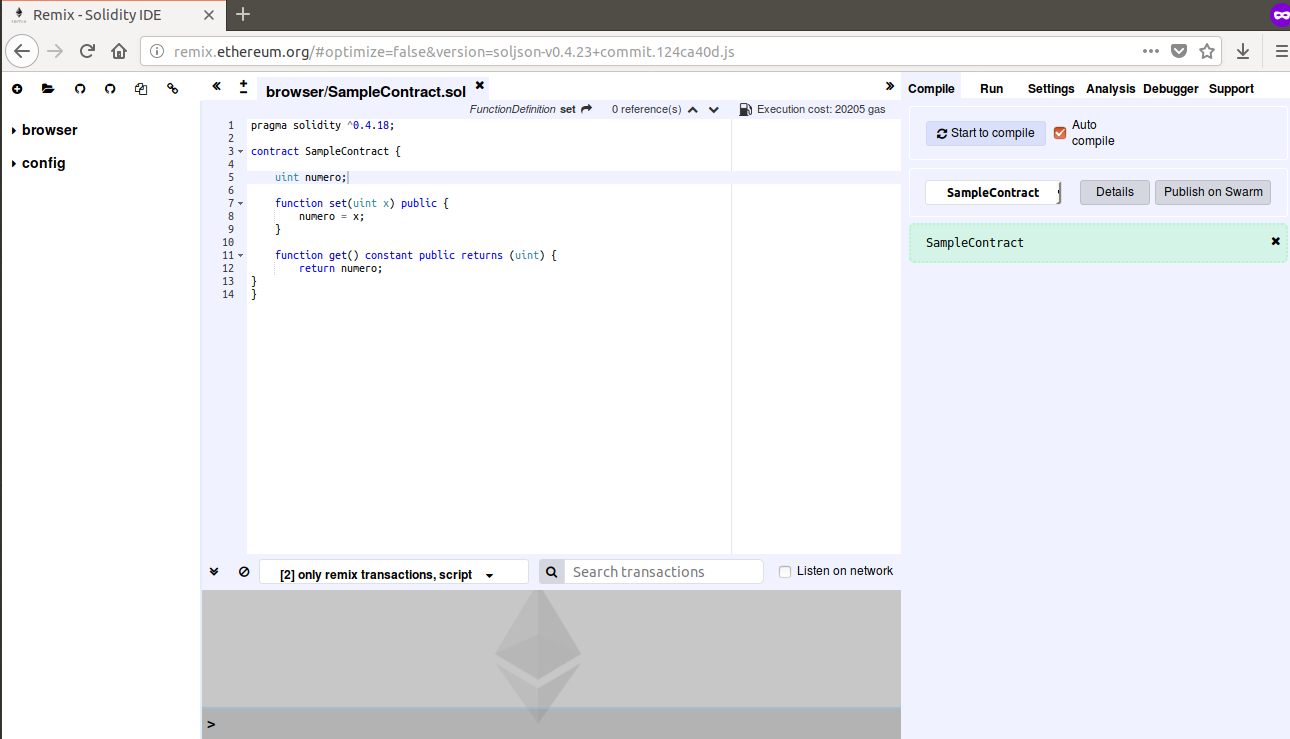 Remix - Solidity IDE
remix.ethereum.org/#optimize=false&version=soljson-v0.4.23+commit.124ca40d.js
browser/SampleContract.sol
Compile Run Settings Analysis Debugger Support
FunctionDefinition set 0 reference(s) Execution cost: 20205 gas
browser
config
1 pragma solidity ^0.4.18;
2
3 contract SampleContract {
4
5 uint numero;
6
7 function set(uint x) public {
8 numero = x;
9 }
10
11 function get() constant public returns (uint) {
12 return numero;
13 }
14 }
Start to compile Auto compile
SampleContract Details Publish on Swarm
SampleContract
[2] only remix transactions, script Search transactions Listen on network
>